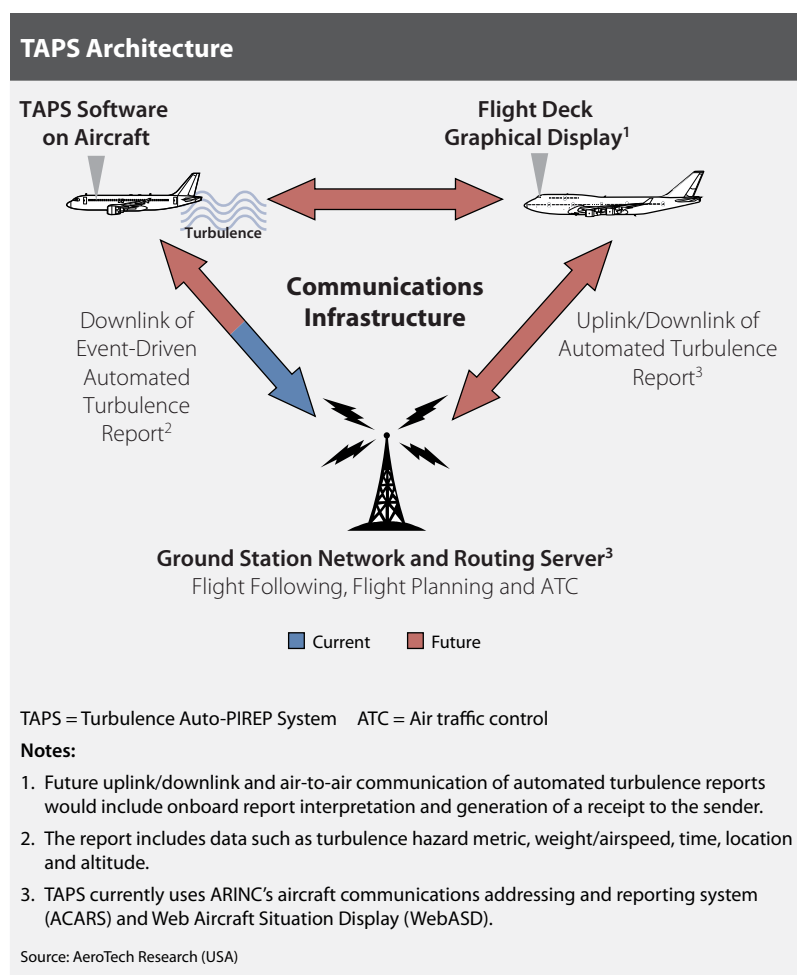 TAPS Architecture
TAPS Software
on Aircraft
Flight Deck
Graphical Display¹
Turbulence
Communications
Infrastructure
Downlink of
Event-Driven
Automated
Turbulence
Report²
Uplink/Downlink of
Automated Turbulence
Report³
Ground Station Network and Routing Server³
Flight Following, Flight Planning and ATC
Current
Future
TAPS = Turbulence Auto-PIREP System ATC = Air traffic control
Notes:
1. Future uplink/downlink and air-to-air communication of automated turbulence reports
would include onboard report interpretation and generation of a receipt to the sender.
2. The report includes data such as turbulence hazard metric, weight/airspeed, time, location
and altitude.
3. TAPS currently uses ARINC’s aircraft communications addressing and reporting system
(ACARS) and Web Aircraft Situation Display (WebASD).
Source: AeroTech Research (USA)